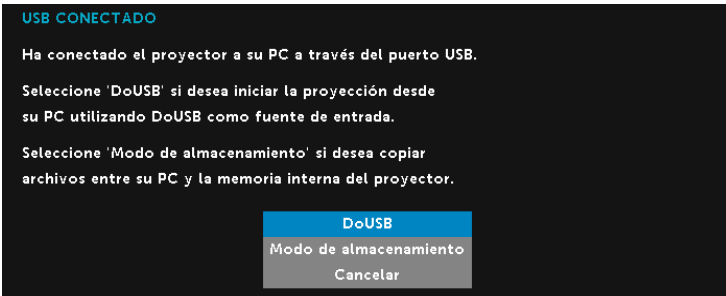 USB CONECTADO
Ha conectado el proyector a su PC a través del puerto USB.
Seleccione 'DoUSB' si desea iniciar la proyección desde
su PC utilizando DoUSB como fuente de entrada.
Seleccione 'Modo de almacenamiento' si desea copiar
archivos entre su PC y la memoria interna del proyector.
DoUSB
Modo de almacenamiento
Cancelar